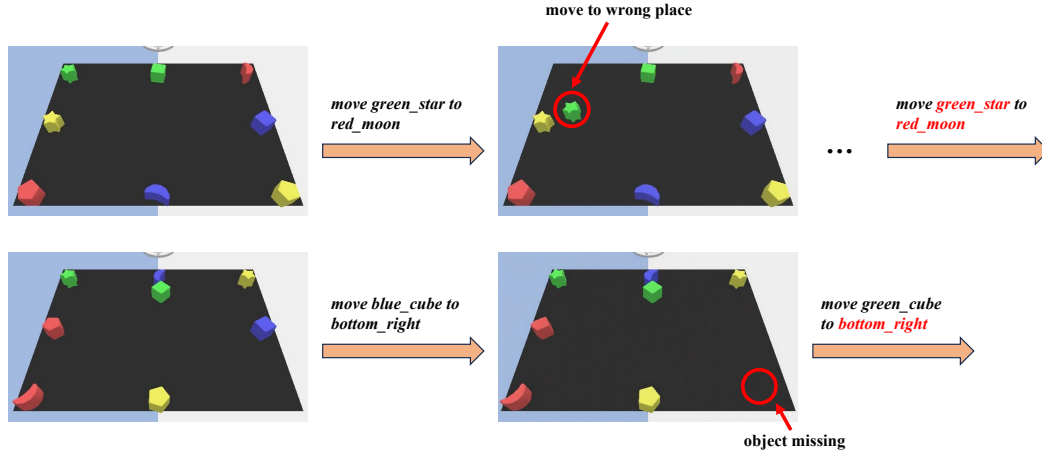 move to wrong place
move green_star to
red_moon
...
move green_star to
red_moon
move blue_cube to
bottom_right
move green_cube
to bottom_right
object missing